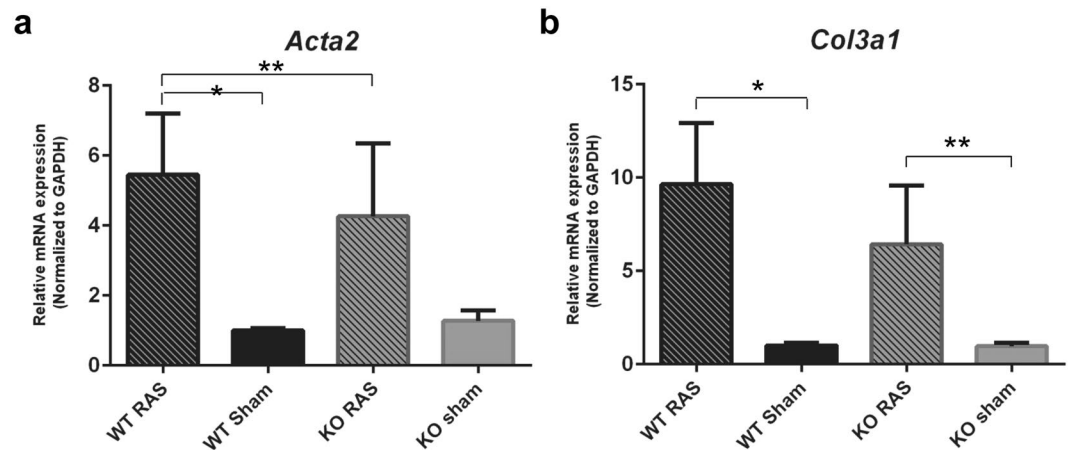 a
Acta2
Relative mRNA expression
(Normalized to GAPDH)
8
6
4
2
0
**
*
WT RAS
WT Sham
KO RAS
KO sham
b
Col3a1
Relative mRNA expression
(Normalized to GAPDH)
15
10
5
0
*
**
WT RAS
WT Sham
KO RAS
KO sham